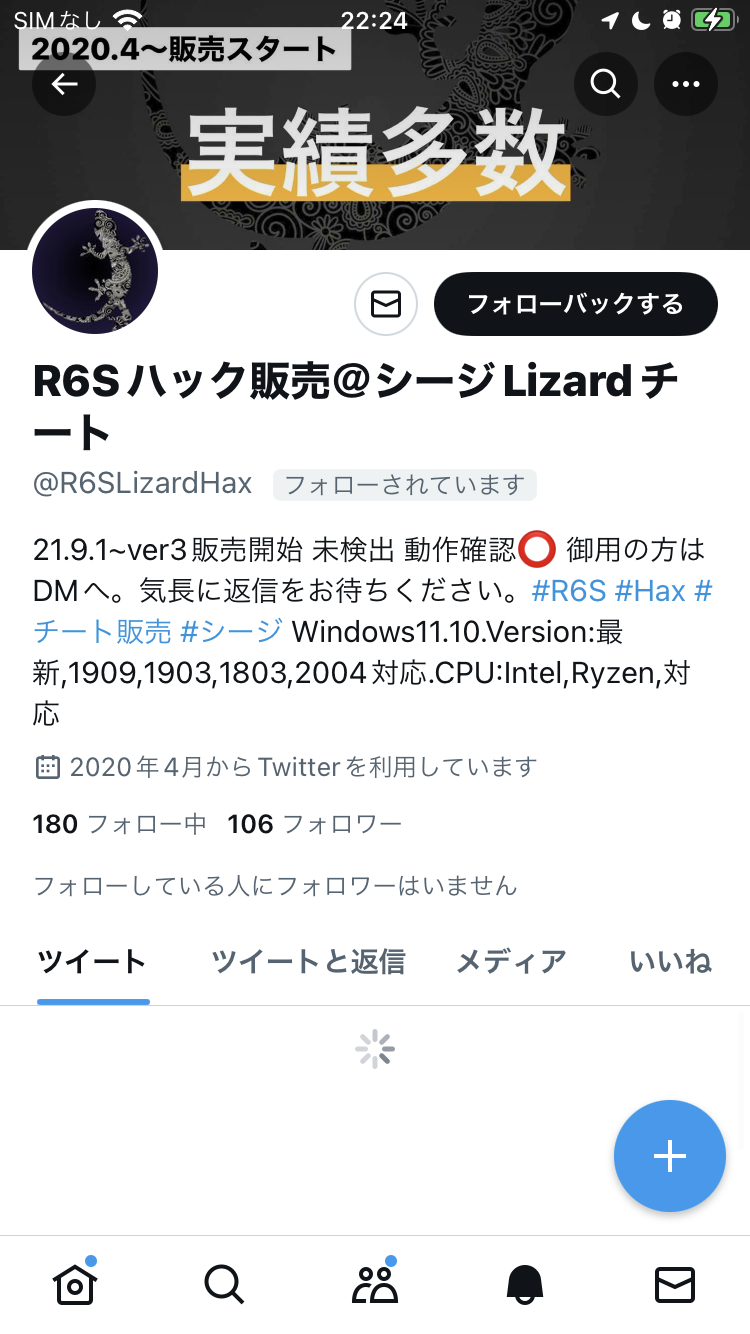 SIMなし 22:24
2020.4〜販売スタート
実績多数
フォローバックする
R6Sハック販売@シージLizardチ
ート
@R6SLizardHax フォローされています
21.9.1~ver3販売開始 未検出 動作確認⭕ 御用の方は
DMへ。気長に返信をお待ちください。#R6S #Hax #
チート販売 #シージ Windows11.10.Version:最
新,1909,1903,1803,2004対応.CPU:Intel,Ryzen,対
応
2020年4月からTwitterを利用しています
180 フォロー中 106 フォロワー
フォローしている人にフォロワーはいません
ツイート ツイートと返信 メディア いいね